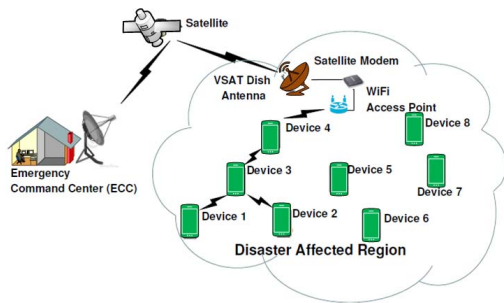 Satellite
Satellite Modem
VSAT Dish
Antenna
WiFi
Access Point
Device 4
Device 8
Emergency
Command Center (ECC)
Device 3
Device 5
Device 7
Device 1
Device 2
Device 6
Disaster Affected Region